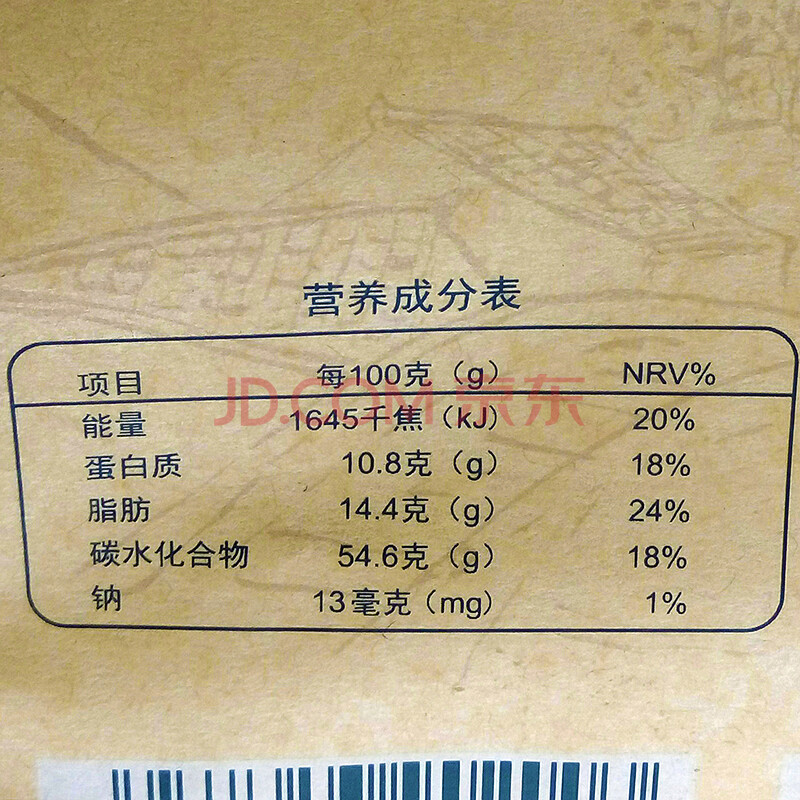 营养成分表
项目 每100克（g） NRV%
JD.COM 京东
能量 1645千焦（kJ） 20%
蛋白质 10.8克（g） 18%
脂肪 14.4克（g） 24%
碳水化合物 54.6克（g） 18%
钠 13毫克（mg） 1%